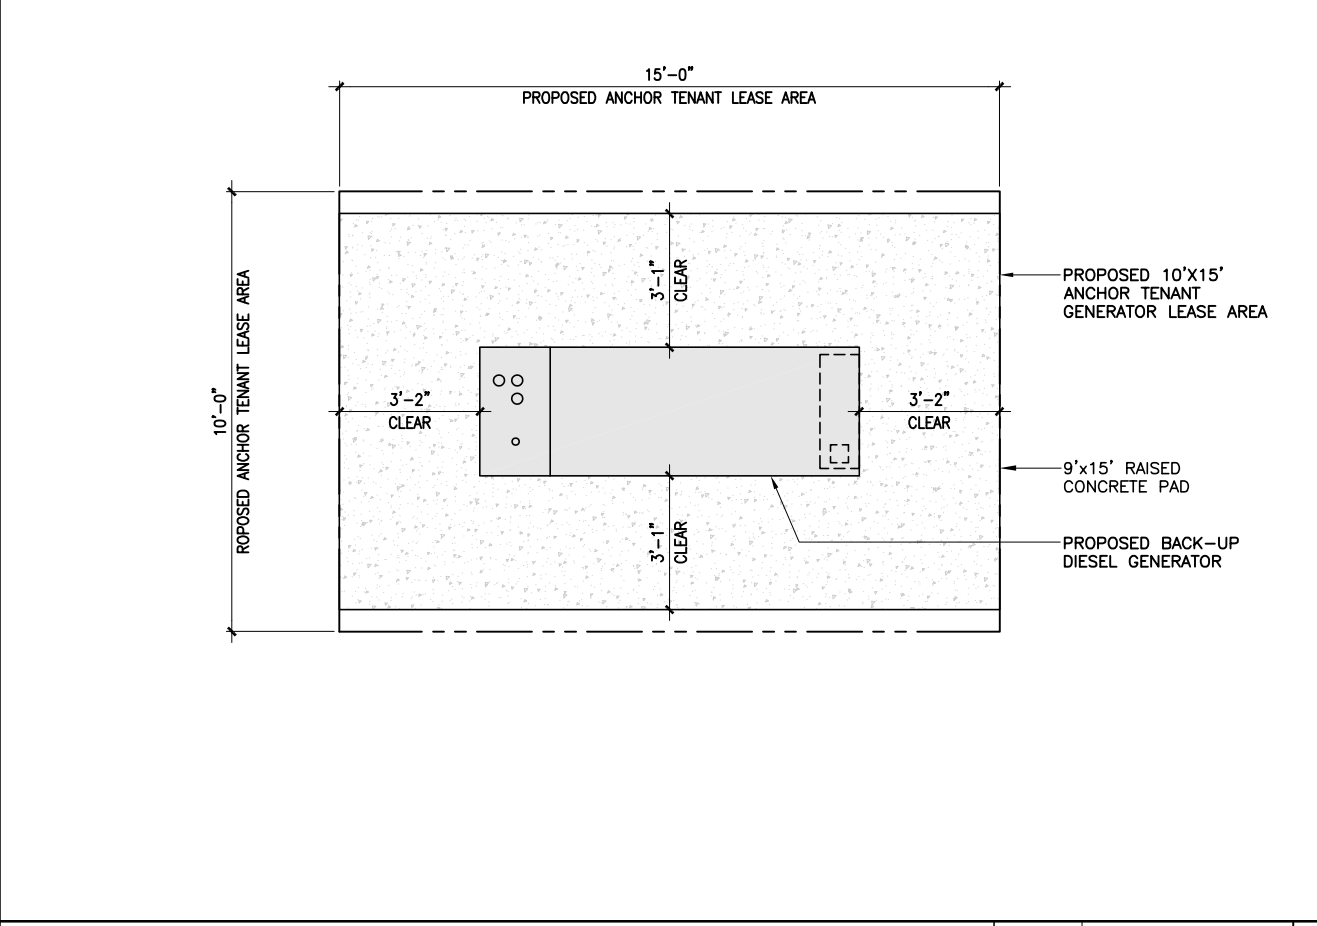 15'-0"
PROPOSED ANCHOR TENANT LEASE AREA
10'-0"
ROPOSED ANCHOR TENANT LEASE AREA
3'-1"
CLEAR
PROPOSED 10'X15'
ANCHOR TENANT
GENERATOR LEASE AREA
3'-2"
CLEAR
3'-2"
CLEAR
9'x15' RAISED
CONCRETE PAD
3'-1"
CLEAR
PROPOSED BACK-UP
DIESEL GENERATOR